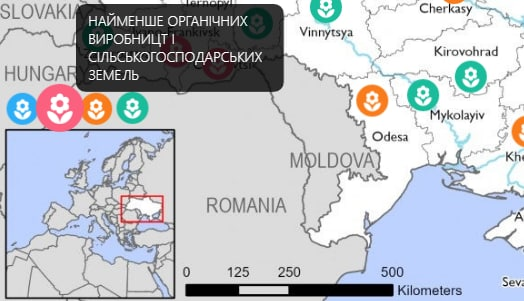 SLOVAKIA
Ternopyl
НАЙМЕНШЕ ОРГАНІЧНИХ
ВИРОБНИЦТ І
СІЛЬСЬКОГОСПОДАРСЬКИХ
ЗЕМЕЛЬ
Cherkasy
Vinnytsya
Kirovohrad
HUNGARY
Mykolayiv
Odesa
MOLDOVA
ROMANIA
0 125 250 500
Kilometers